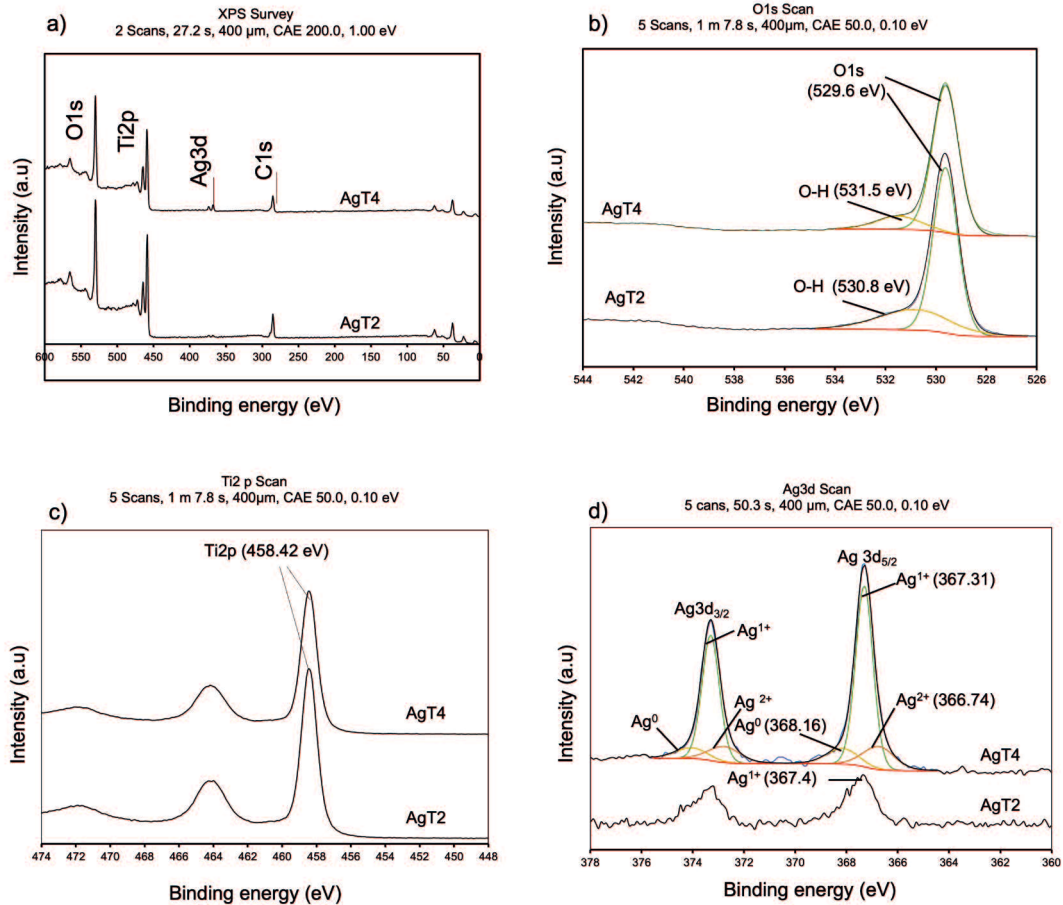 a)
XPS Survey
2 Scans, 27.2 s, 400 µm, CAE 200.0, 1.00 eV
Intensity (a.u)
O1s
Ti2p
Ag3d
C1s
AgT4
AgT2
600 550 500 450 400 350 300 250 200 150 100 50 0
Binding energy (eV)
b)
O1s Scan
5 Scans, 1 m 7.8 s, 400µm, CAE 50.0, 0.10 eV
Intensity (a.u)
O1s
(529.6 eV)
O-H (531.5 eV)
AgT4
O-H (530.8 eV)
AgT2
544 542 540 538 536 534 532 530 528 526
Binding energy (eV)
c)
Ti2 p Scan
5 Scans, 1 m 7.8 s, 400µm, CAE 50.0, 0.10 eV
Intensity (a.u)
Ti2p (458.42 eV)
AgT4
AgT2
474 472 470 468 466 464 462 460 458 456 454 452 450 448
Binding energy (eV)
d)
Ag3d Scan
5 cans, 50.3 s, 400 µm, CAE 50.0, 0.10 eV
Intensity (a.u)
Ag 3d5/2
Ag1+ (367.31)
Ag3d3/2
Ag1+
Ag 2+
Ag0
Ag0 (368.16)
Ag2+ (366.74)
AgT4
Ag1+ (367.4)
AgT2
378 376 374 372 370 368 367 366 364 362 360
Binding energy (eV)